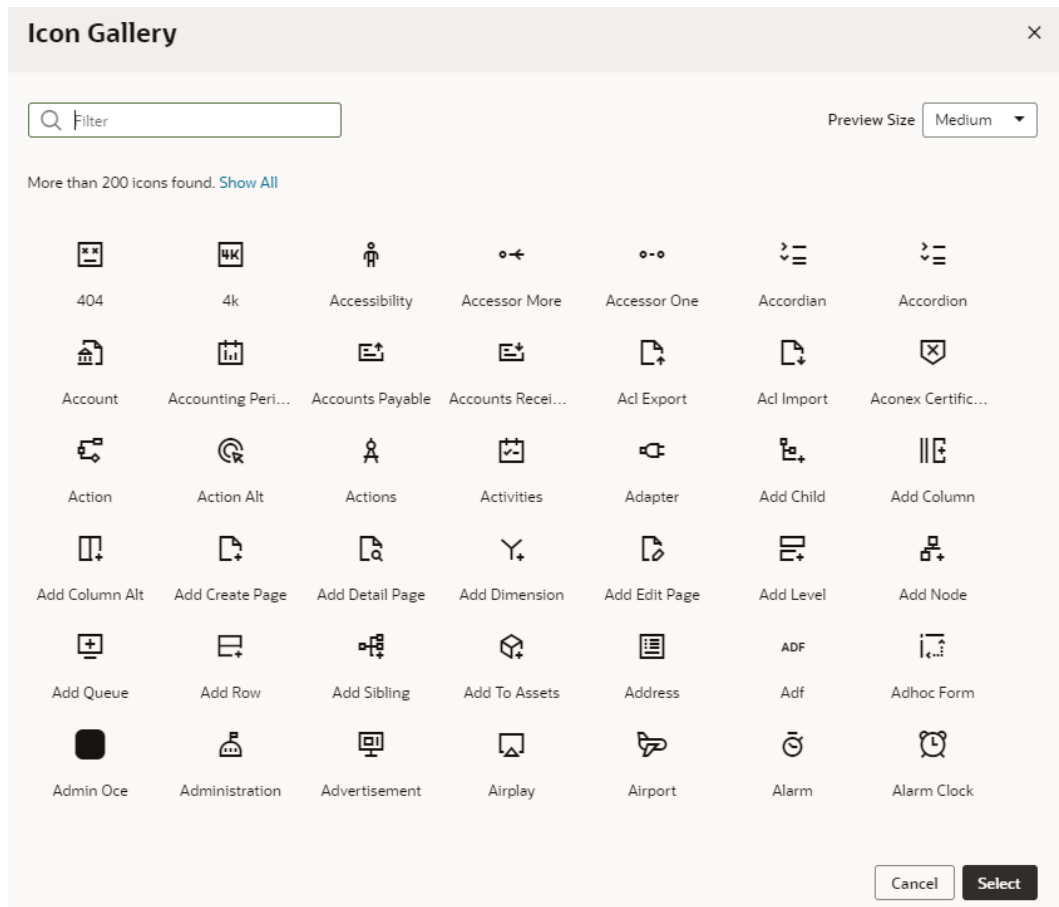 Icon Gallery
Filter
Preview Size Medium
More than 200 icons found. Show All
4K
404 4k Accessibility Accessor More Accessor One Accordian Accordion
Account Accounting Peri... Accounts Payable Accounts Recei... Acl Export Acl Import Aconex Certific...
Action Action Alt Actions Activities Adapter Add Child Add Column
Add Column Alt Add Create Page Add Detail Page Add Dimension Add Edit Page Add Level Add Node
ADF
Add Queue Add Row Add Sibling Add To Assets Address Adf Adhoc Form
Admin Oce Administration Advertisement Airplay Airport Alarm Alarm Clock
Cancel Select